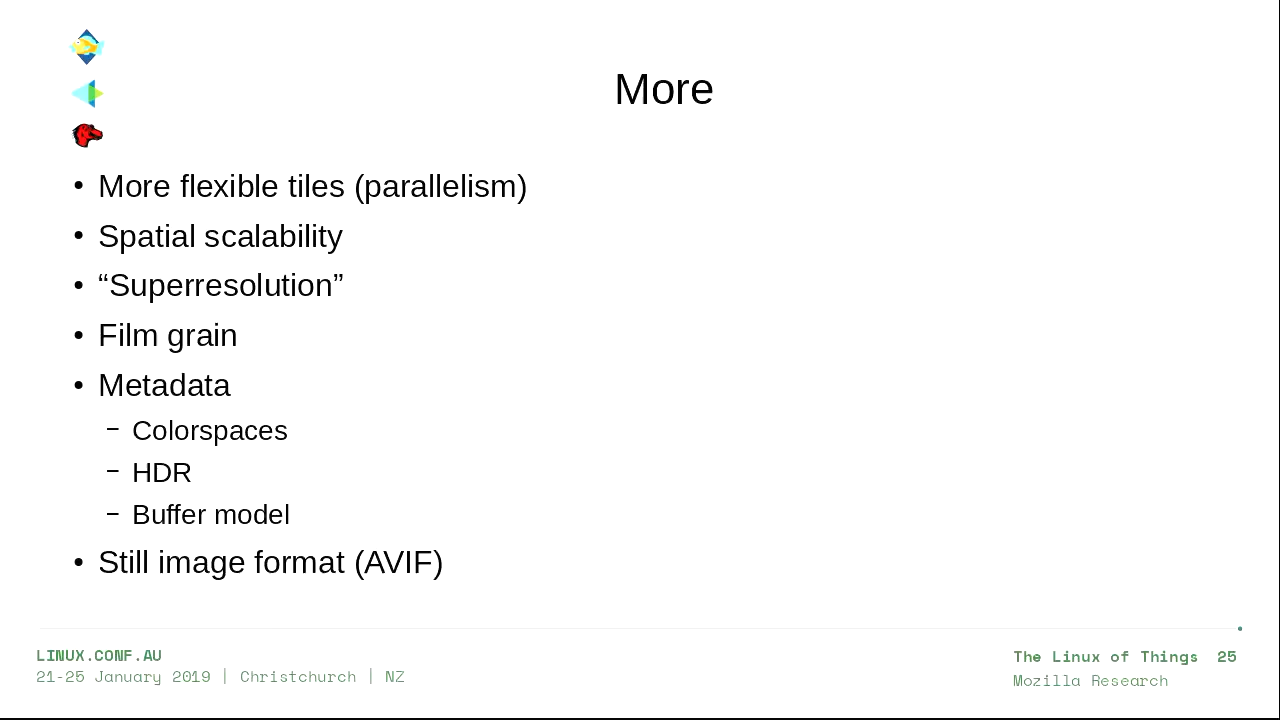 More
• More flexible tiles (parallelism)
• Spatial scalability
• “Superresolution”
• Film grain
• Metadata
– Colorspaces
– HDR
– Buffer model
• Still image format (AVIF)
LINUX.CONF.AU
21-25 January 2019 | Christchurch | NZ
The Linux of Things 25
Mozilla Research